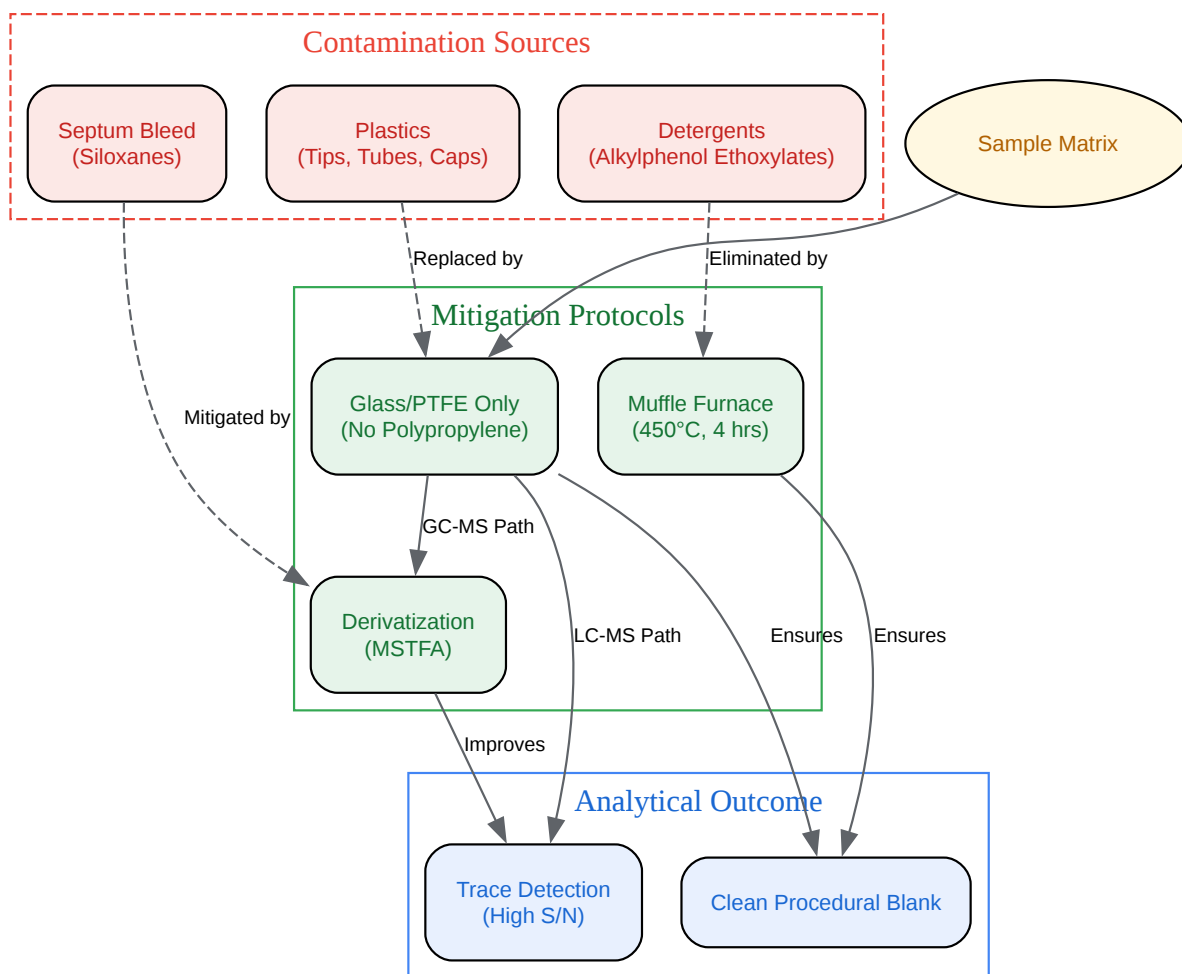 Contamination Sources
Septum Bleed
(Siloxanes)
Plastics
(Tips, Tubes, Caps)
Detergents
(Alkylphenol Ethoxylates)
Sample Matrix
Replaced by
Eliminated by
Mitigation Protocols
Glass/PTFE Only
(No Polypropylene)
Muffle Furnace
(450°C, 4 hrs)
Mitigated by
GC-MS Path
Derivatization
(MSTFA)
LC-MS Path
Ensures
Ensures
Improves
Analytical Outcome
Trace Detection
(High S/N)
Clean Procedural Blank